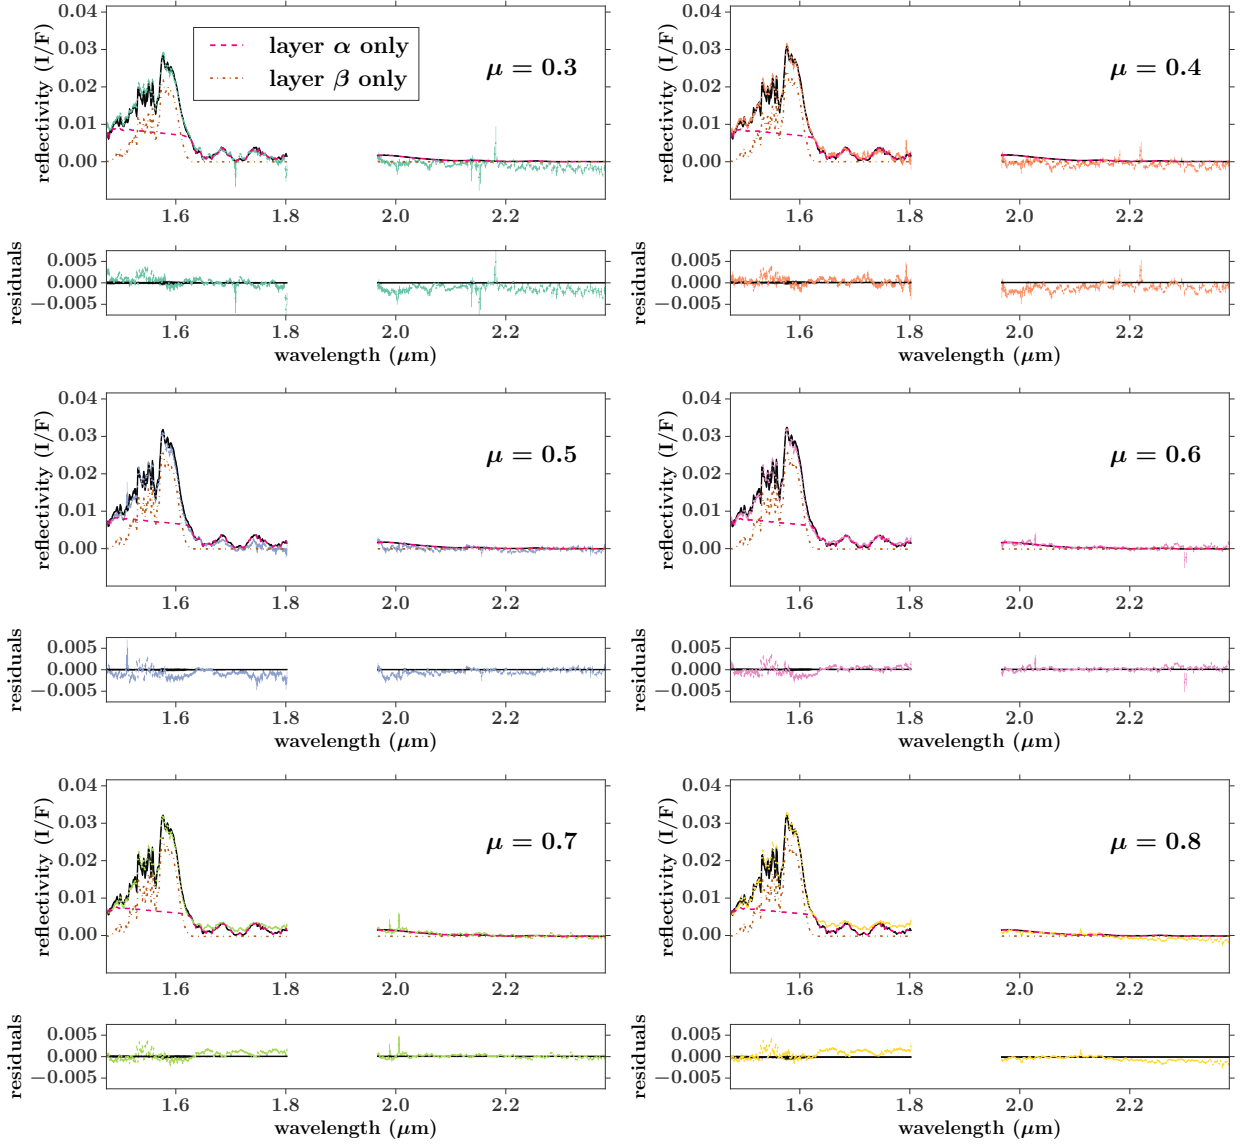 0.04
0.03
0.02
0.01
0.00
reflectivity (I/F)
layer α only
layer β only
μ = 0.3
1.6 1.8 2.0 2.2
0.005
0.000
−0.005
residuals
1.6 1.8 2.0 2.2
wavelength (μm)
0.04
0.03
0.02
0.01
0.00
reflectivity (I/F)
μ = 0.4
1.6 1.8 2.0 2.2
0.005
0.000
−0.005
residuals
1.6 1.8 2.0 2.2
wavelength (μm)
0.04
0.03
0.02
0.01
0.00
reflectivity (I/F)
μ = 0.5
1.6 1.8 2.0 2.2
0.005
0.000
−0.005
residuals
1.6 1.8 2.0 2.2
wavelength (μm)
0.04
0.03
0.02
0.01
0.00
reflectivity (I/F)
μ = 0.6
1.6 1.8 2.0 2.2
0.005
0.000
−0.005
residuals
1.6 1.8 2.0 2.2
wavelength (μm)
0.04
0.03
0.02
0.01
0.00
reflectivity (I/F)
μ = 0.7
1.6 1.8 2.0 2.2
0.005
0.000
−0.005
residuals
1.6 1.8 2.0 2.2
wavelength (μm)
0.04
0.03
0.02
0.01
0.00
reflectivity (I/F)
μ = 0.8
1.6 1.8 2.0 2.2
0.005
0.000
−0.005
residuals
1.6 1.8 2.0 2.2
wavelength (μm)